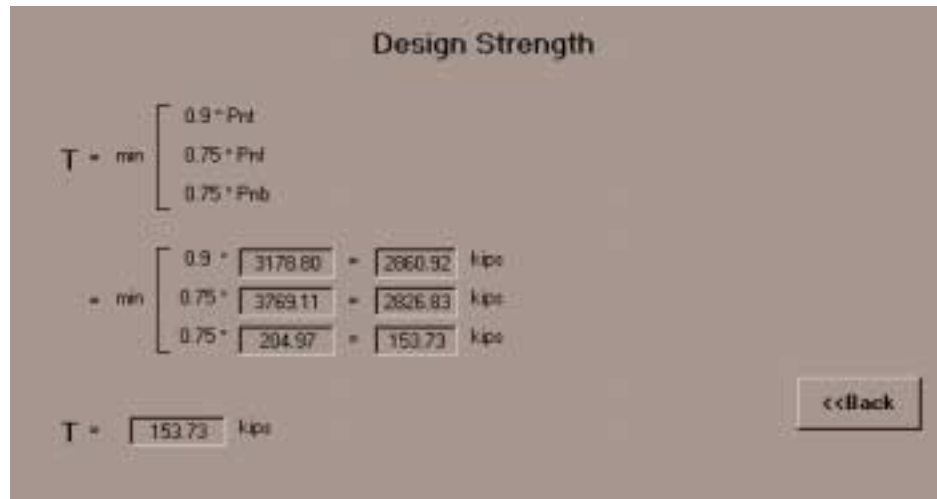 Design Strength
0.9 * Pnt
T = min 0.75 * Pnf
0.75 * Pnb
0.9 * 3178.80 = 2860.92 kips
= min 0.75 * 3769.11 = 2826.83 kips
0.75 * 204.97 = 153.73 kips
<<Back
T = 153.73 kips